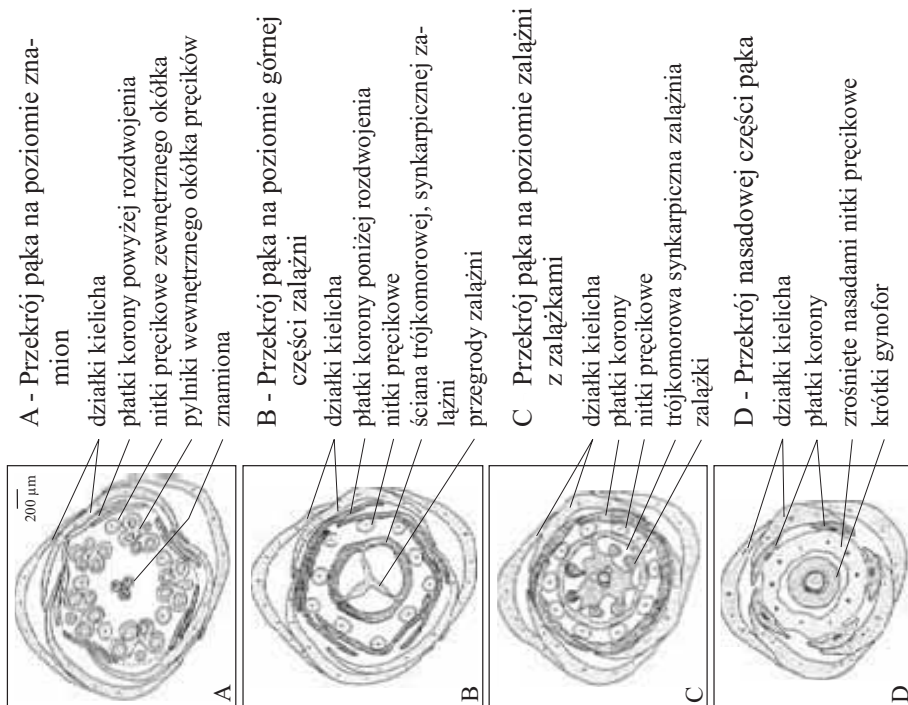 A - Przekrój pąka na poziomie zna-
mion
działki kielicha
płatki korony powyżej rozdwojenia
nitki pręcikowe zewnętrznego okółka
pylniki wewnętrznego okółka pręcików
znamiona
200 µm
A
B - Przekrój pąka na poziomie górnej
części zalążni
działki kielicha
płatki korony poniżej rozdwojenia
nitki pręcikowe
ściana trójkomorowej, synkarpicznej za-
lążni
przegrody zalążni
B
C Przekrój pąka na poziomie zalążni
z zalążkami
działki kielicha
płatki korony
nitki pręcikowe
trójkomorowa synkarpiczna zalążnia
zalążki
C
D - Przekrój nasadowej części pąka
działki kielicha
płatki korony
zrośnięte nasadami nitki pręcikowe
krótki gynofor
D